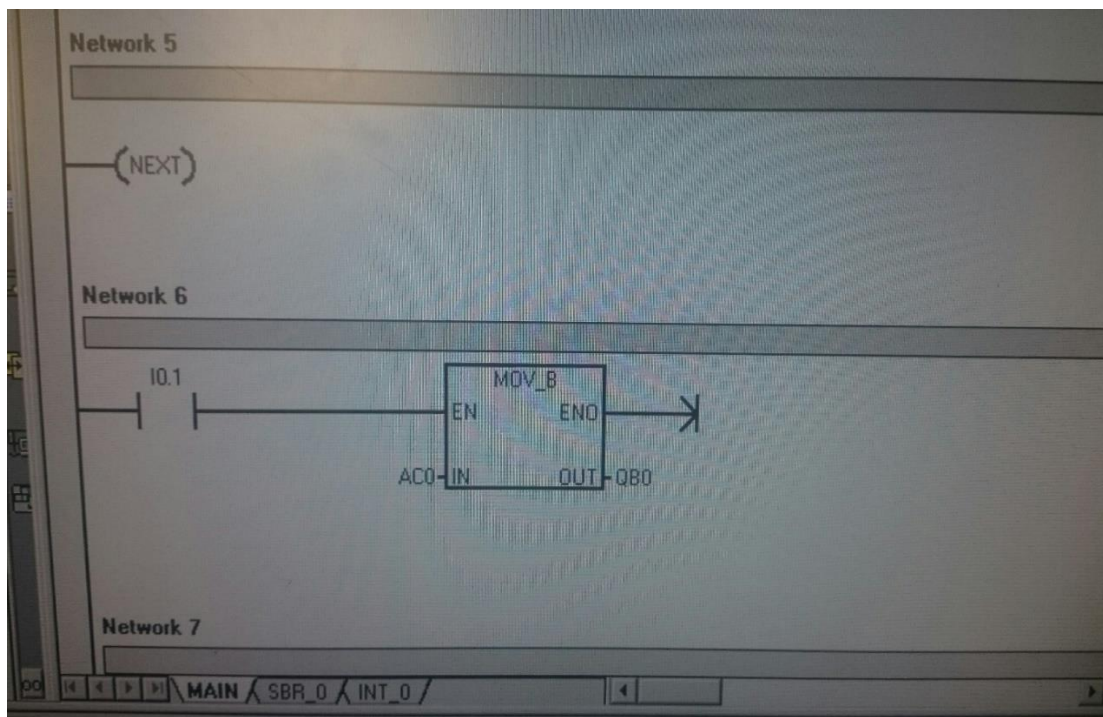 Network 5
(NEXT)
Network 6
I0.1
MOV_B
EN ENO
AC0 IN OUT QB0
Network 7
MAIN SBR_0 INT_0